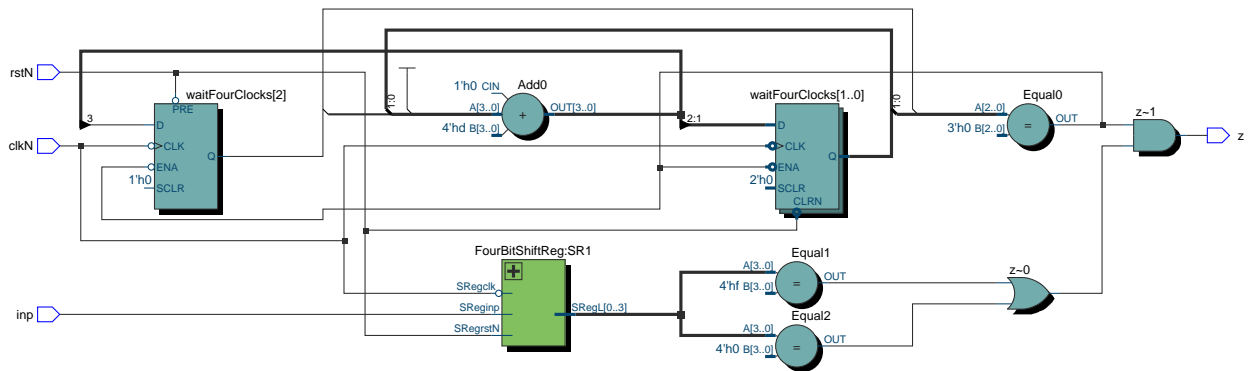 rstN
clkN
inp
waitFourClocks[2]
3
PRE
D
CLK
ENA
SCLR
1'h0
Q
Add0
1'h0 CIN
A[3..0]
4'hd B[3..0]
OUT[3..0]
+
1:0
2:1
waitFourClocks[1..0]
D
CLK
ENA
2'h0
SCLR
CLRN
Q
1:0
Equal0
A[2..0]
3'h0 B[2..0]
=
OUT
z~1
z
FourBitShiftReg:SR1
SRegclk
SReginp
SRegrstN
SRegL[0..3]
Equal1
A[3..0]
4'hf B[3..0]
=
OUT
Equal2
A[3..0]
4'h0 B[3..0]
=
OUT
z~0